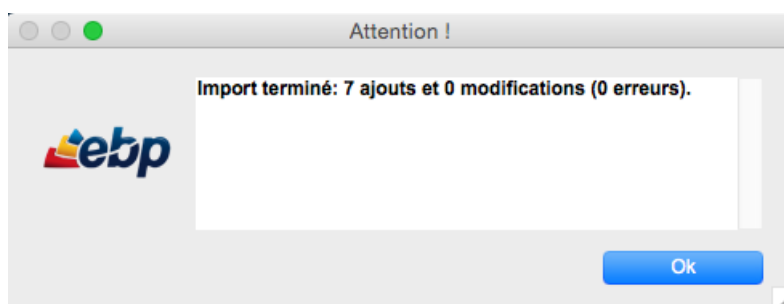 Attention !
Import terminé: 7 ajouts et 0 modifications (0 erreurs).
ebp
Ok